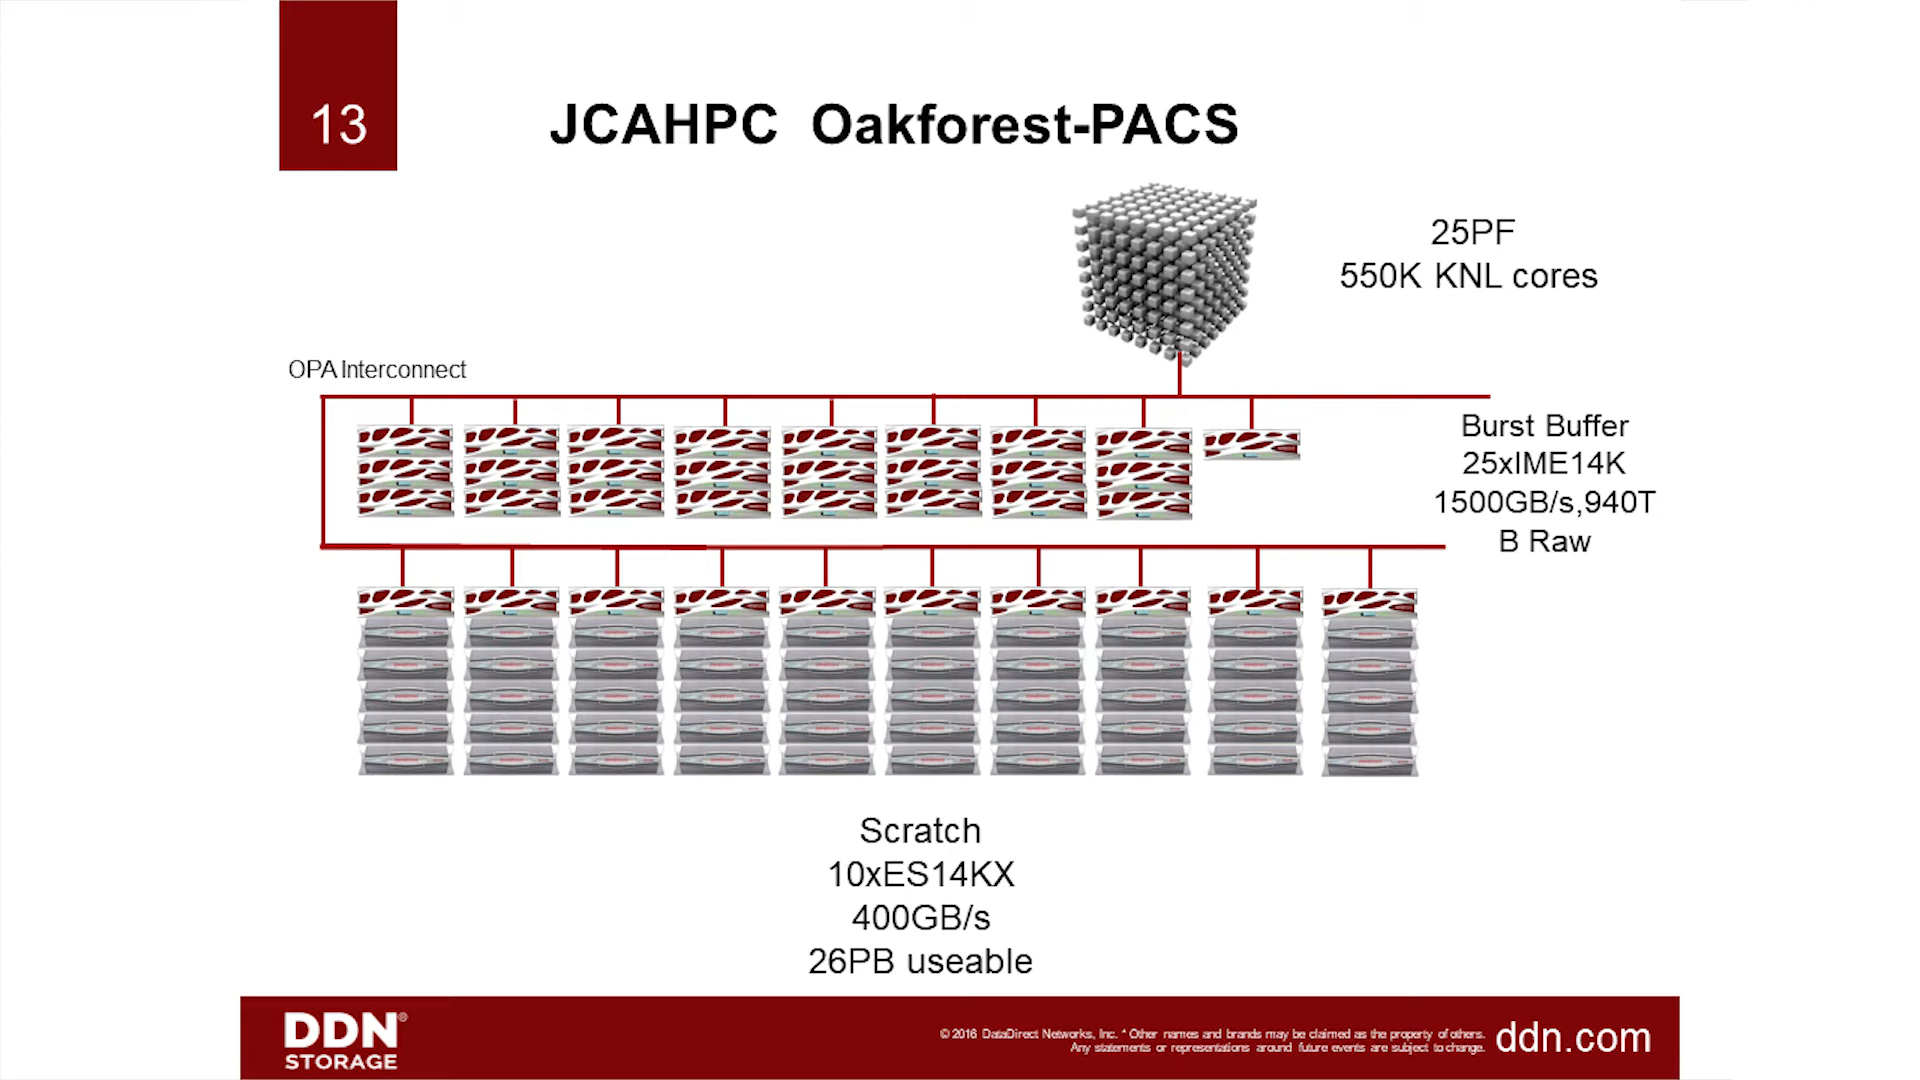 13
JCAHPC Oakforest-PACS
25PF
550K KNL cores
OPA Interconnect
Burst Buffer
25xIME14K
1500GB/s,940T
B Raw
Scratch
10xES14KX
400GB/s
26PB useable
DDN®
STORAGE
© 2016 DataDirect Networks, Inc. * Other names and brands may be claimed as the property of others.
Any statements or representations around future events are subject to change.
ddn.com